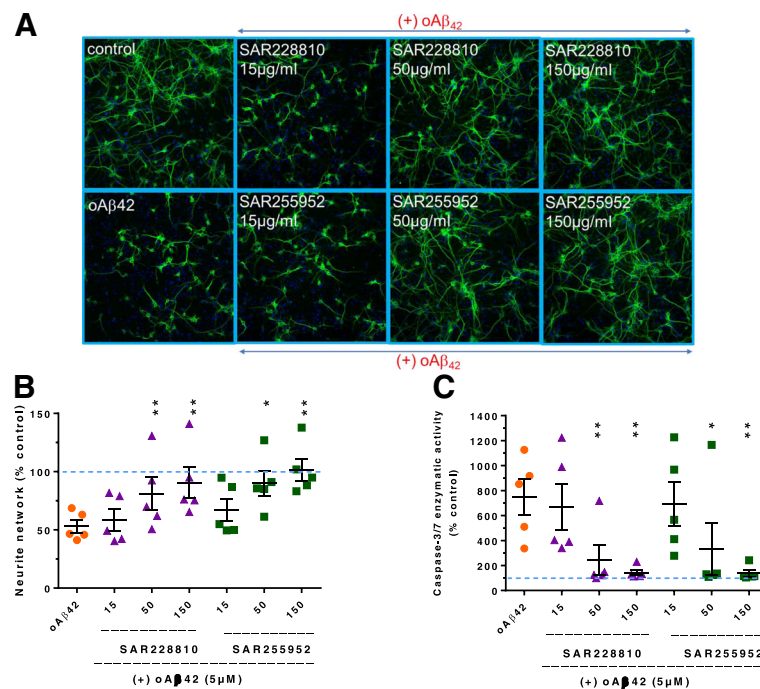 A
(+) oAβ42
control
SAR228810
15µg/ml
SAR228810
50µg/ml
SAR228810
150µg/ml
oAβ42
SAR255952
15µg/ml
SAR255952
50µg/ml
SAR255952
150µg/ml
(+) oAβ42
B
Neurite network (% control)
150
100
50
0
** ** * **
oAβ42 15 50 150 15 50 150
SAR228810 SAR255952
(+) oAβ42 (5µM)
C
Caspase-3/7 enzymatic activity
(% control)
1400
1200
1000
800
600
400
200
0
** ** * **
oAβ42 15 50 150 15 50 150
SAR228810 SAR255952
(+) oAβ42 (5µM)